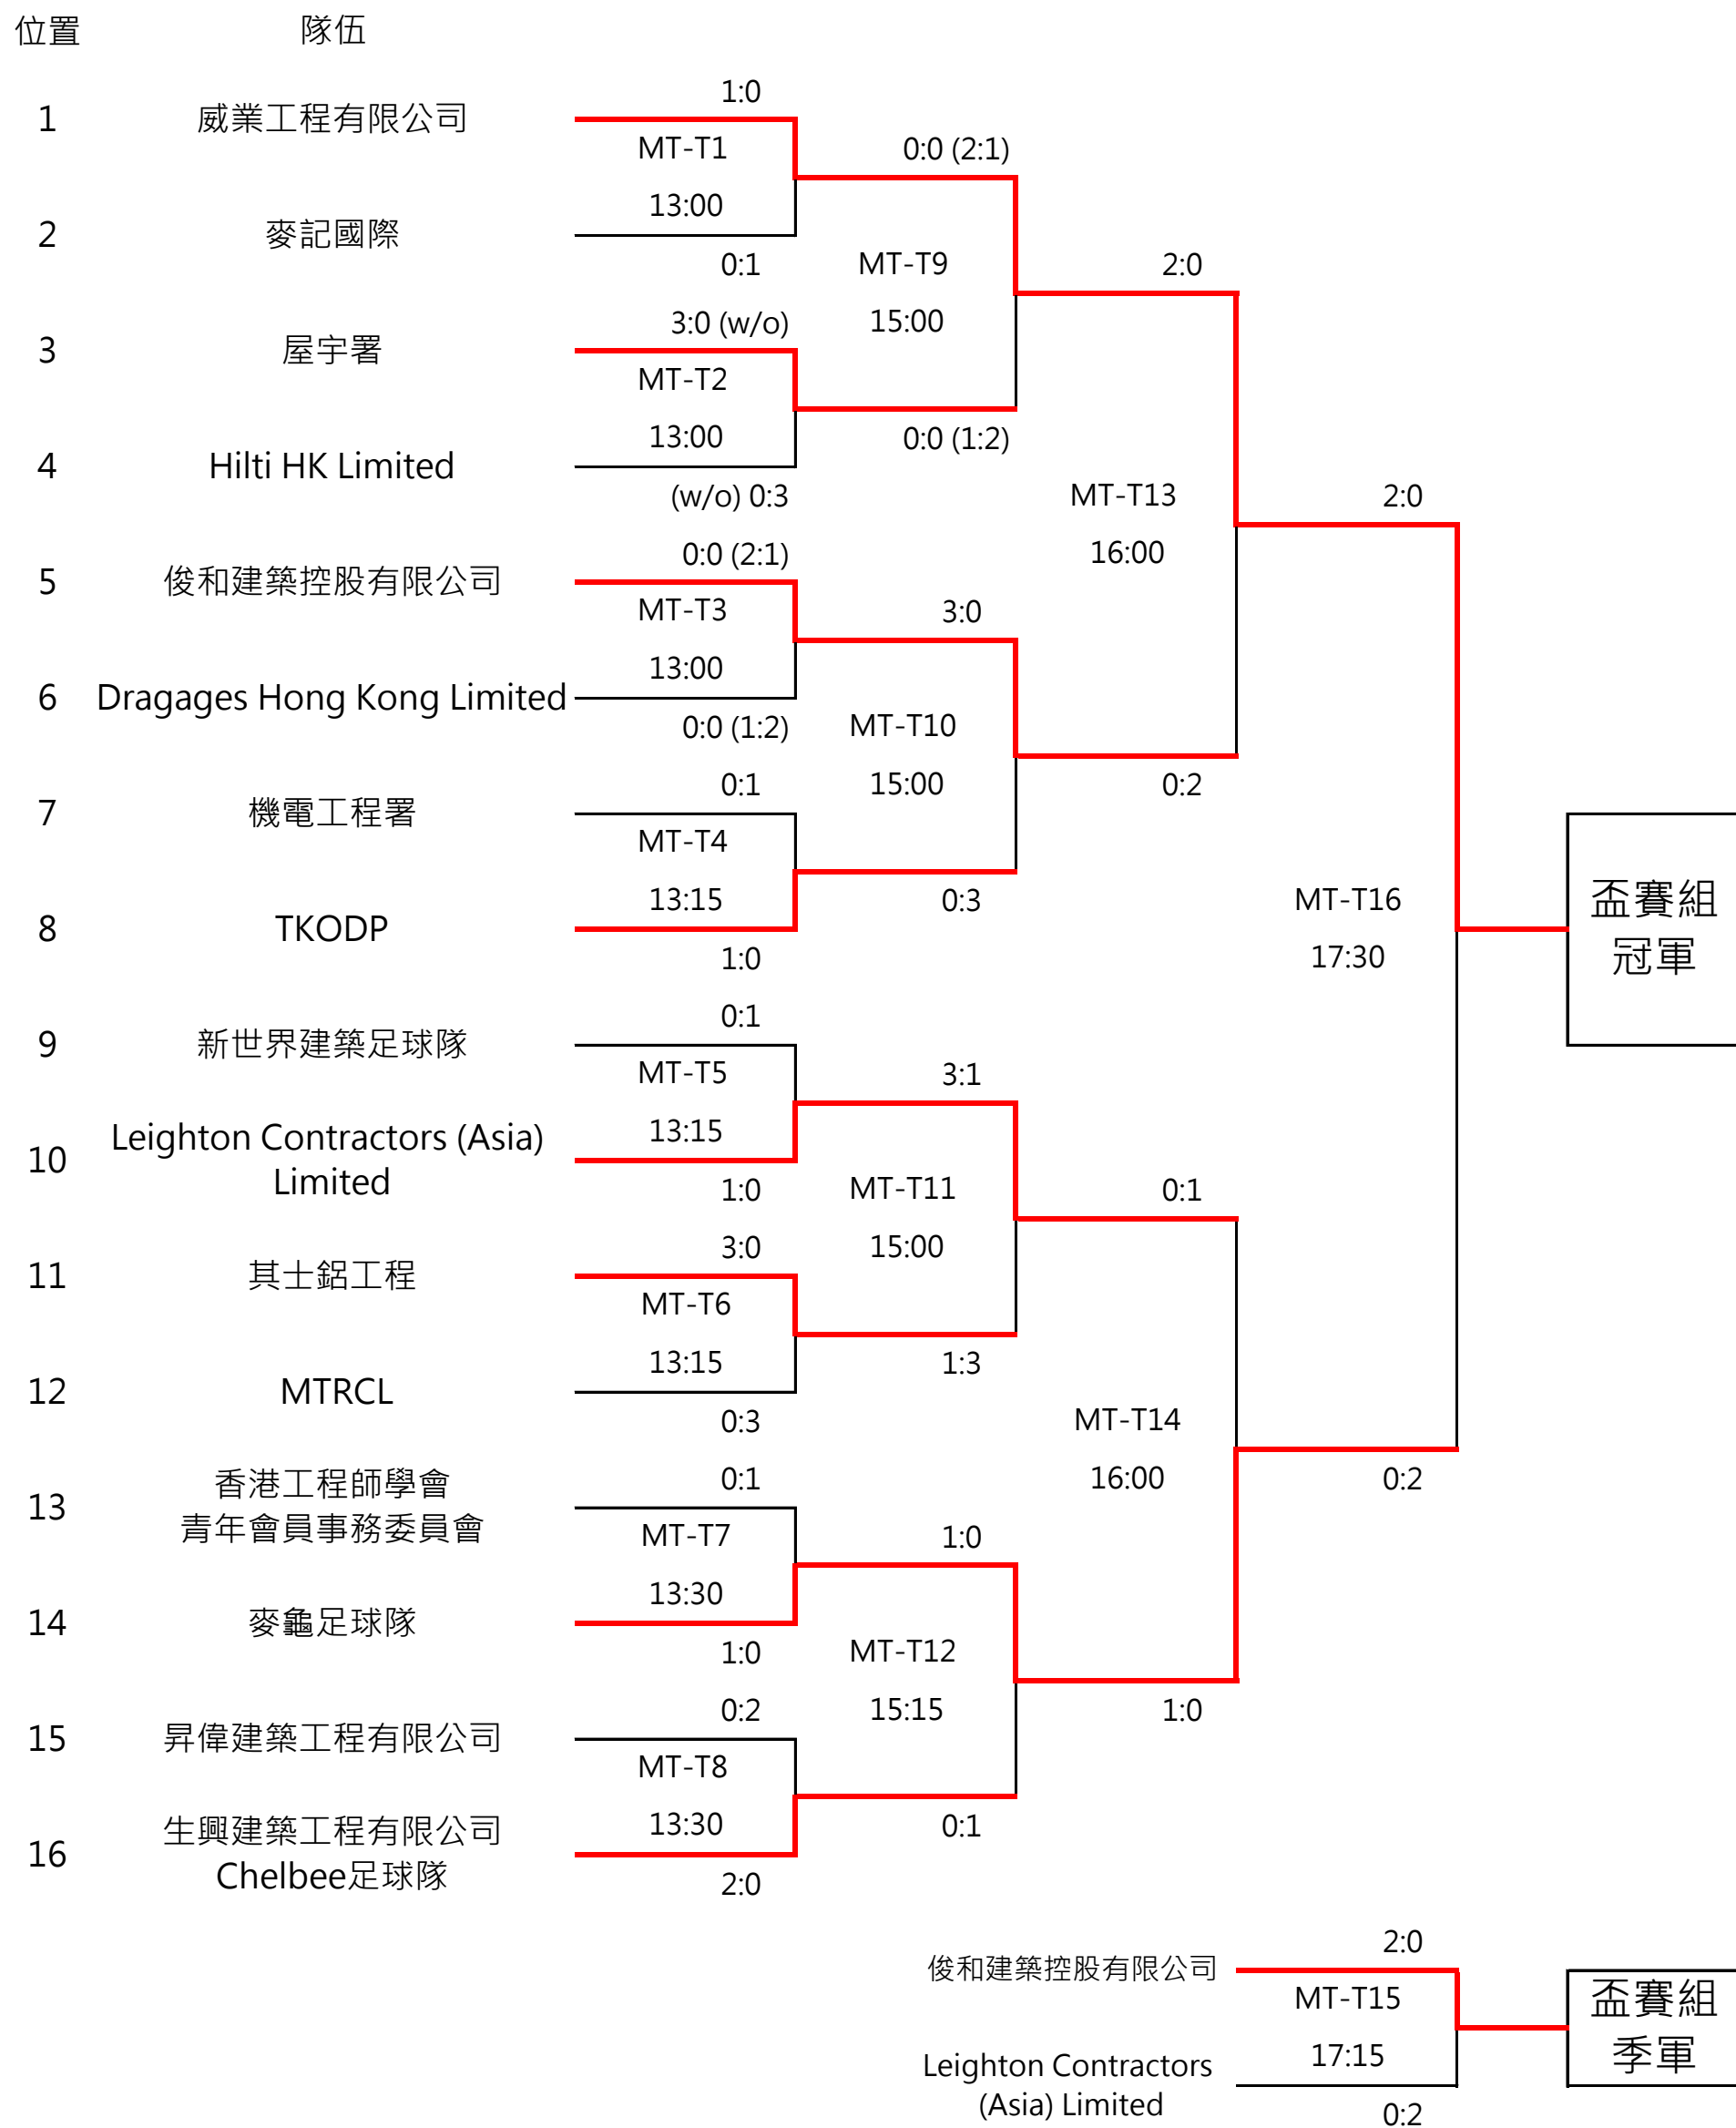 位置 隊伍
1:0
1 威業工程有限公司
MT-T1 0:0 (2:1)
13:00
2 麥記國際
0:1 MT-T9 2:0
3:0 (w/o) 15:00
3 屋宇署
MT-T2
13:00 0:0 (1:2)
4 Hilti HK Limited
(w/o) 0:3 MT-T13 2:0
0:0 (2:1) 16:00
5 俊和建築控股有限公司
MT-T3 3:0
13:00
6 Dragages Hong Kong Limited
0:0 (1:2) MT-T10
0:1 15:00 0:2
7 機電工程署
MT-T4
13:15 0:3 MT-T16 盃賽組
8 TKODP
1:0 17:30 冠軍
0:1
9 新世界建築足球隊
MT-T5 3:1
13:15
10 Leighton Contractors (Asia)
Limited
1:0 MT-T11 0:1
3:0 15:00
11 其士鋁工程
MT-T6
13:15 1:3
12 MTRCL
0:3 MT-T14
0:1 16:00 0:2
13 香港工程師學會
青年會員事務委員會
MT-T7 1:0
13:30
14 麥龜足球隊
1:0 MT-T12
0:2 15:15 1:0
15 昇偉建築工程有限公司
MT-T8
13:30 0:1
16 生興建築工程有限公司
Chelbee足球隊
2:0
2:0
俊和建築控股有限公司
MT-T15 盃賽組
17:15 季軍
Leighton Contractors
(Asia) Limited
0:2